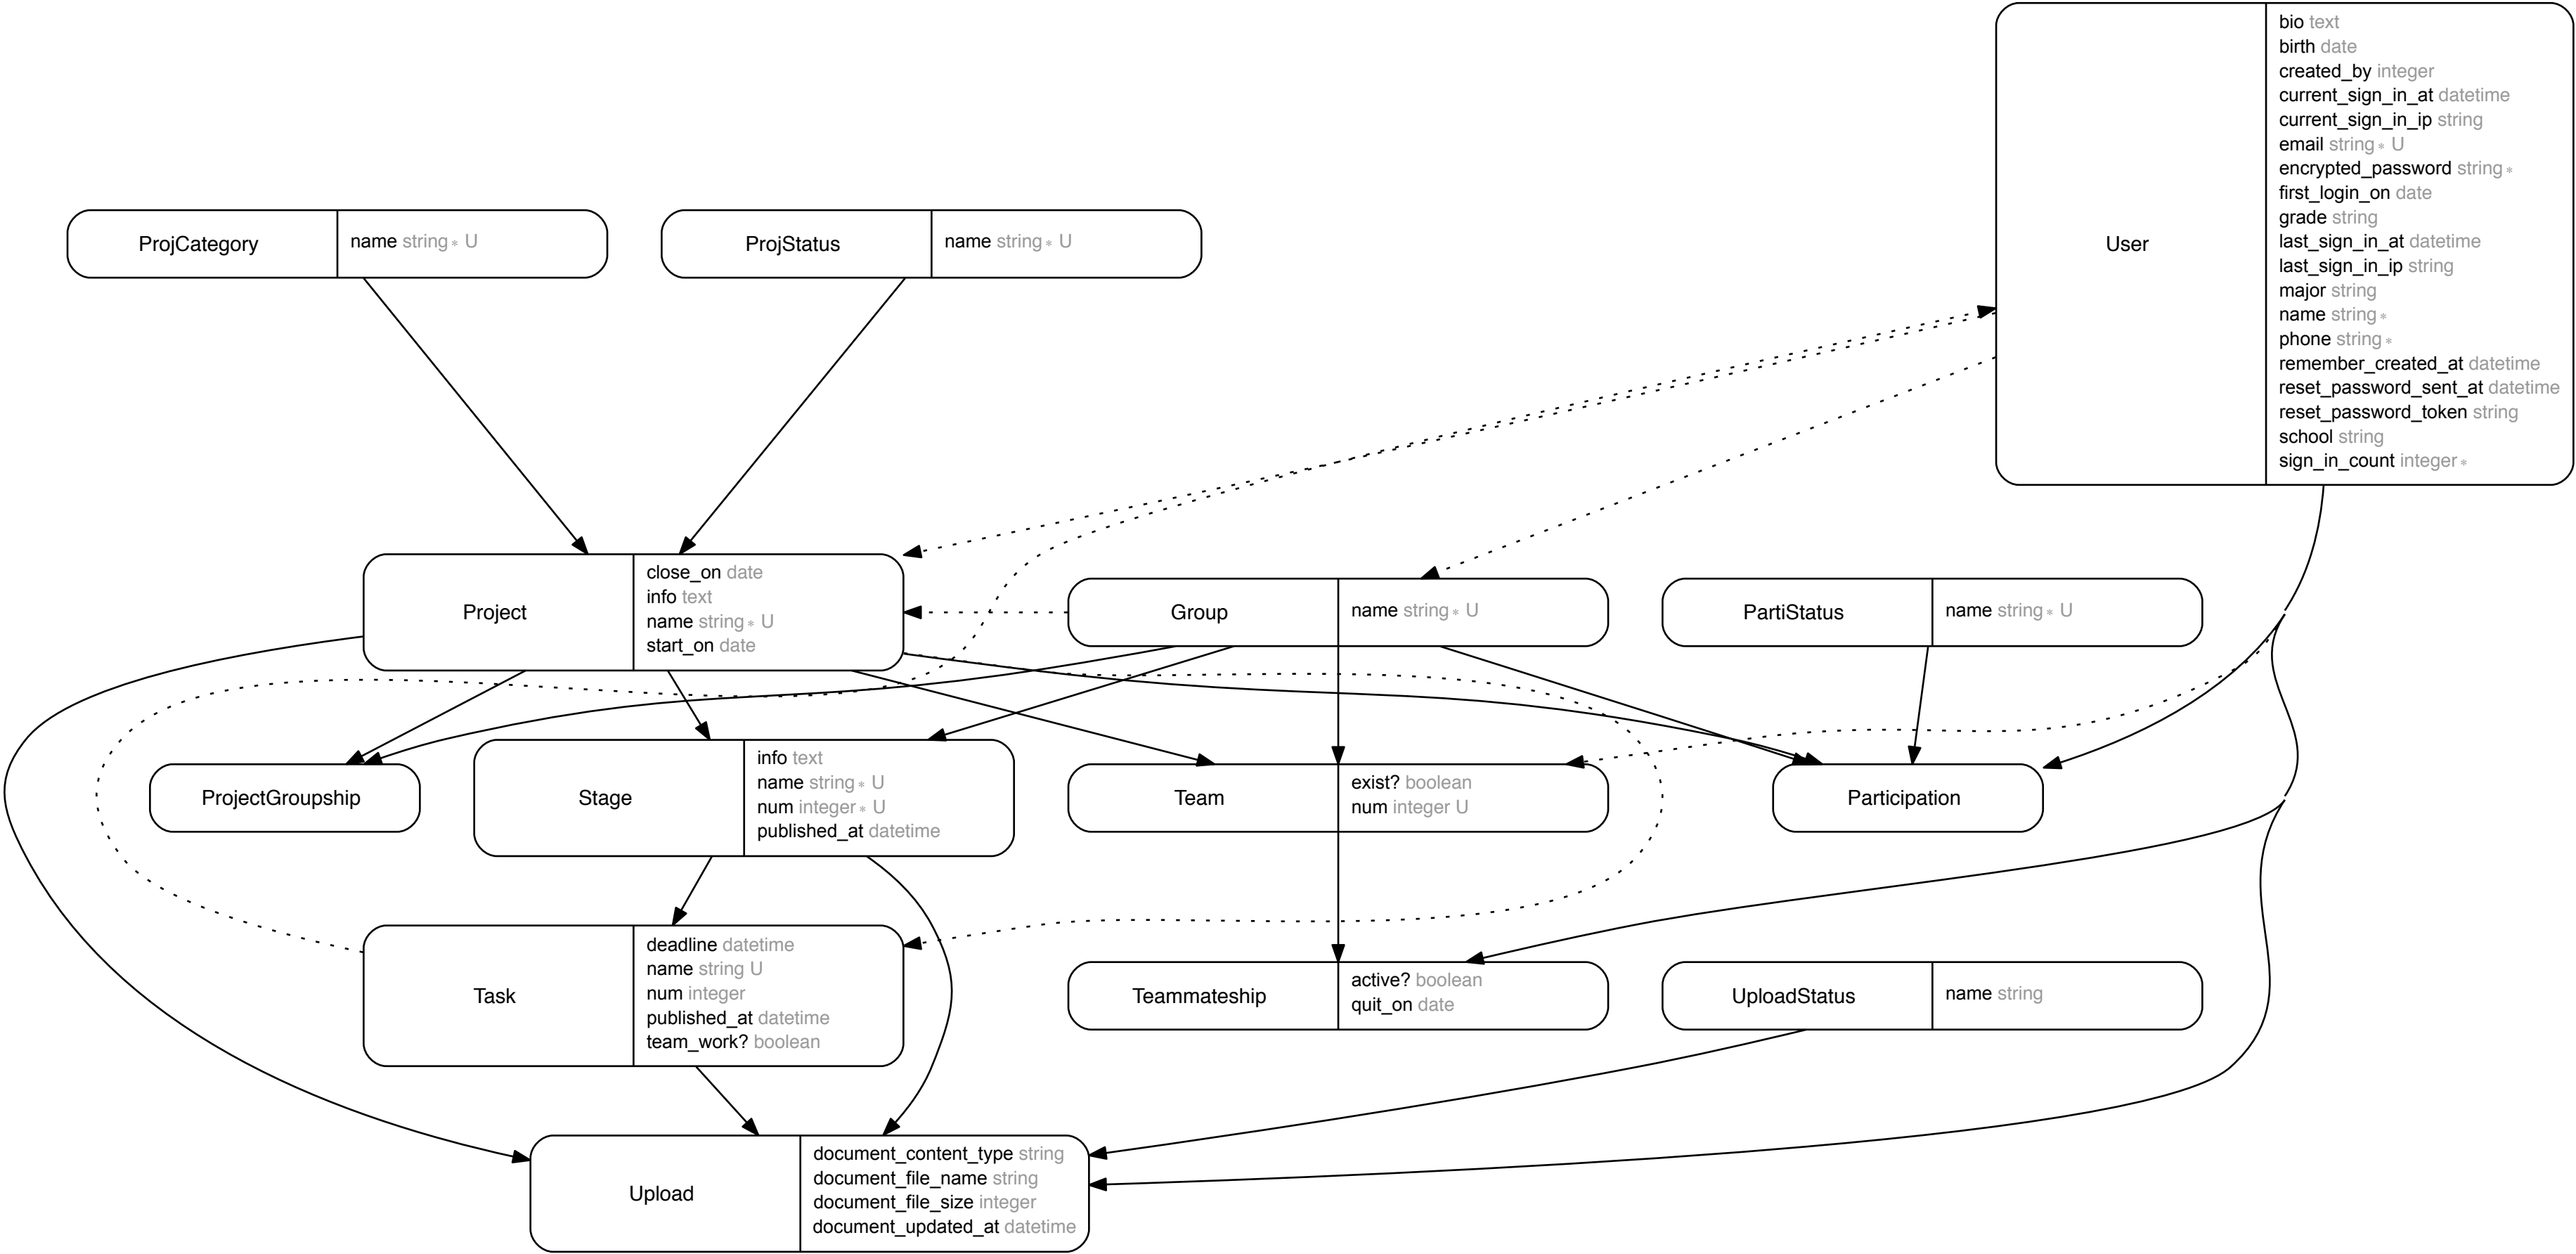 ProjCategory
name string∗ U
ProjStatus
name string∗ U
User
bio text
birth date
created_by integer
current_sign_in_at datetime
current_sign_in_ip string
email string∗ U
encrypted_password string∗
first_login_on date
grade string
last_sign_in_at datetime
last_sign_in_ip string
major string
name string∗
phone string∗
remember_created_at datetime
reset_password_sent_at datetime
reset_password_token string
school string
sign_in_count integer∗
Project
close_on date
info text
name string∗ U
start_on date
Group
name string∗ U
PartiStatus
name string∗ U
ProjectGroupship
Stage
info text
name string∗ U
num integer∗ U
published_at datetime
Team
exist? boolean
num integer U
Participation
Task
deadline datetime
name string U
num integer
published_at datetime
team_work? boolean
Teammateship
active? boolean
quit_on date
UploadStatus
name string
Upload
document_content_type string
document_file_name string
document_file_size integer
document_updated_at datetime